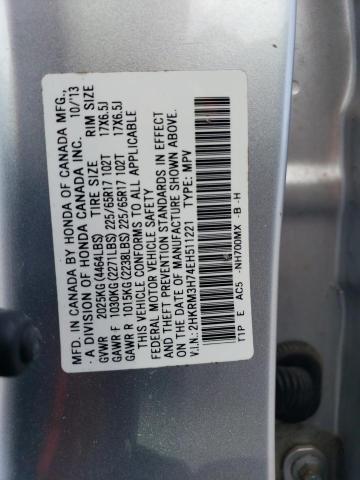 MFD. IN CANADA BY HONDA OF CANADA MFG.,
A DIVISION OF HONDA CANADA INC. 10/13
TIRE SIZE RIM SIZE
GVWR 2025KG(4464LBS)
GAWR F 1030KG(2271LBS) 225/65R17 102T 17X6.5J
GAWR R 1015KG(2238LBS) 225/65R17 102T 17X6.5J
THIS VEHICLE CONFORMS TO ALL APPLICABLE
FEDERAL MOTOR VEHICLE SAFETY
AND THEFT PREVENTION STANDARDS IN EFFECT
ON THE DATE OF MANUFACTURE SHOWN ABOVE.
V.I.N.: 2HKRM3H74EH511221 TYPE: MPV
T1P E AC5 -NH700MX -B -H